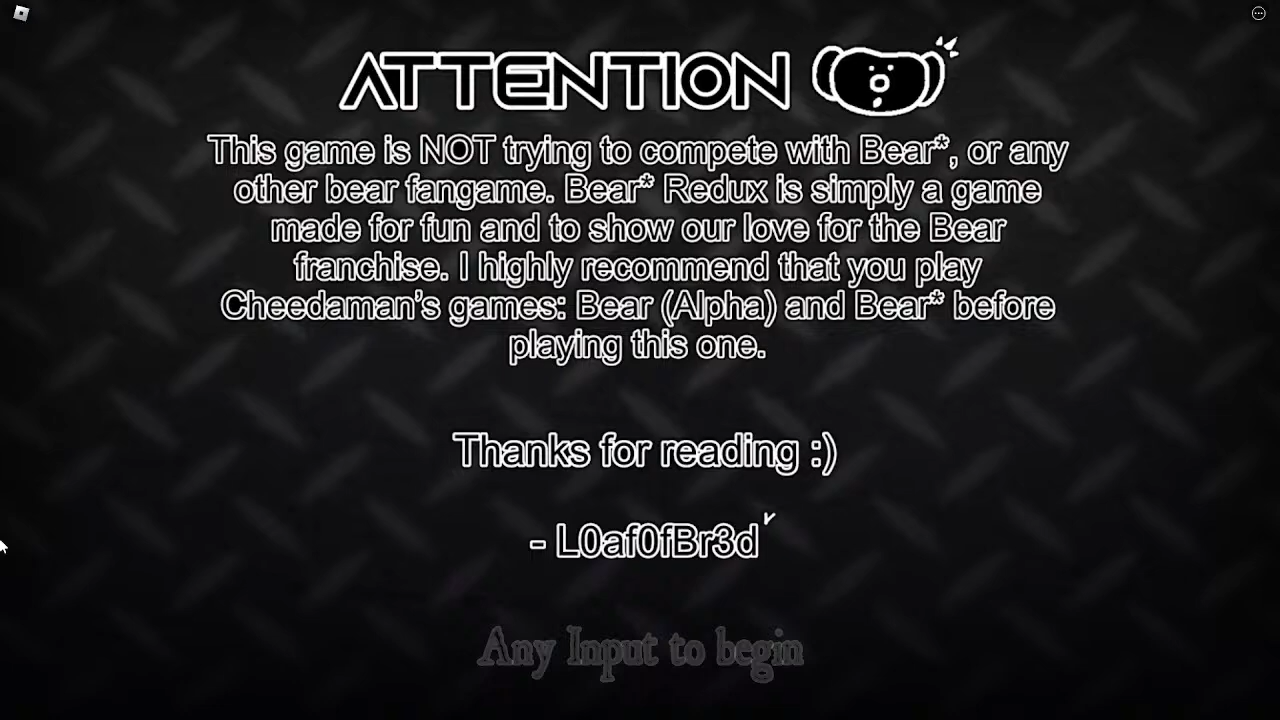 ATTENTION
This game is NOT trying to compete with Bear*, or any
other bear fangame. Bear* Redux is simply a game
made for fun and to show our love for the Bear
franchise. I highly recommend that you play
Cheedaman's games: Bear (Alpha) and Bear* before
playing this one.
Thanks for reading :)
- L0af0fBr3d
Any Input to begin